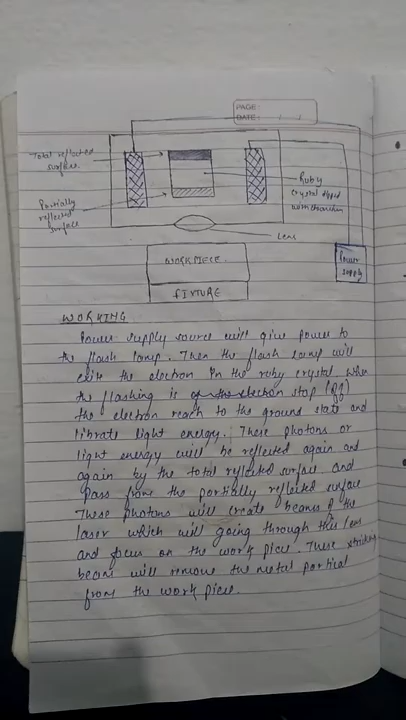 PAGE:
DATE: / /
Total reflected
surface.
Partially
reflected
surface
Ruby
crystal dipped
with chromium
Lens
Power
supply
WORKPIECE.
FIXTURE
WORKING
Power supply source will give power to
the flash lamp. Then the flash lamp will
exite the electron in the ruby crystal when
the flashing is stop (off)
the electron reach to the ground state and
librate light energy. These photons or
light energy will be reflected again and
again by the total reflected surface and
pass from the partially reflected surface
These photons will create beams of the
laser which will going through this lens
and focus on the work piece. These striking
beams will remove the metal partical
from the work piece.